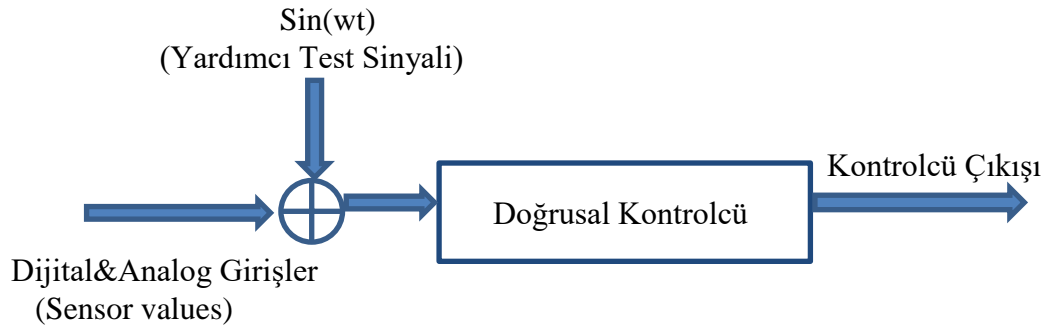 Sin(wt)
(Yardımcı Test Sinyali)
Kontrolcü Çıkışı
Doğrusal Kontrolcü
Dijital&Analog Girişler
(Sensor values)